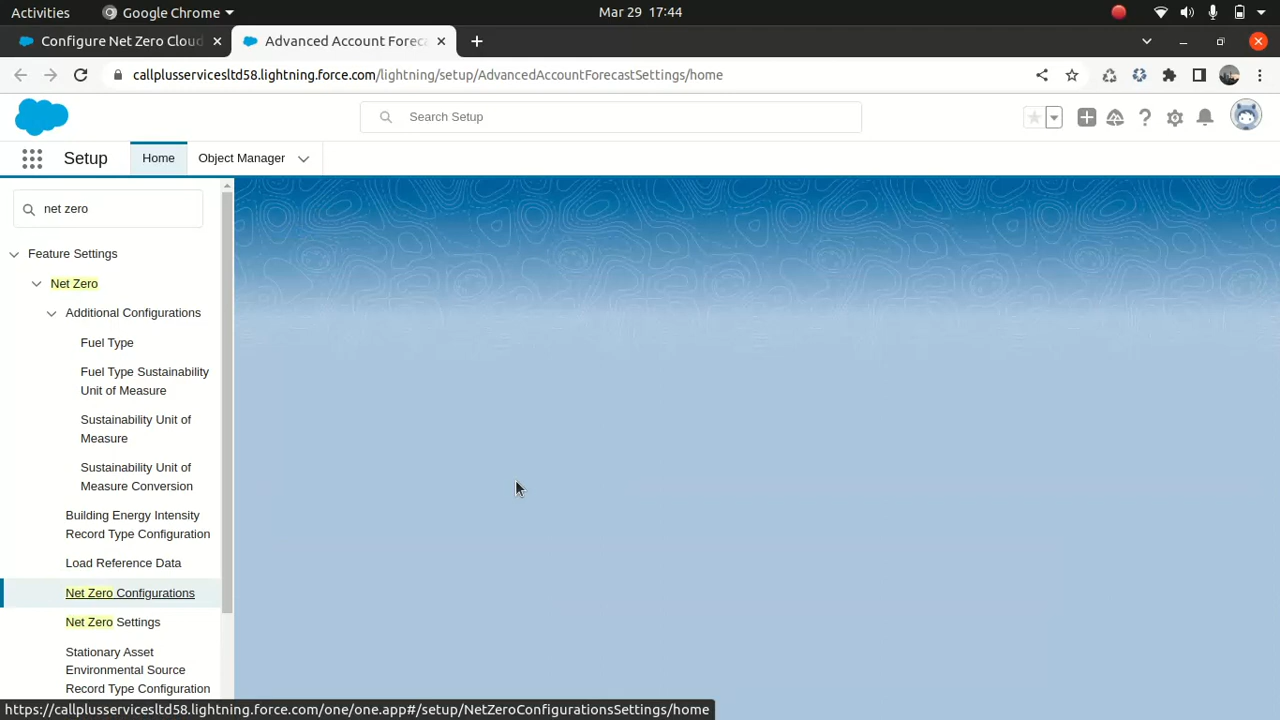 Activities
Google Chrome
Mar 29 17:44
Configure Net Zero Cloud
Advanced Account Foreca
callplusservicesltd58.lightning.force.com/lightning/setup/AdvancedAccountForecastSettings/home
Search Setup
Setup
Home
Object Manager
net zero
Feature Settings
Net Zero
Additional Configurations
Fuel Type
Fuel Type Sustainability
Unit of Measure
Sustainability Unit of
Measure
Sustainability Unit of
Measure Conversion
Building Energy Intensity
Record Type Configuration
Load Reference Data
Net Zero Configurations
Net Zero Settings
Stationary Asset
Environmental Source
Record Type Configuration
https://callplusservicesltd58.lightning.force.com/one/one.app#/setup/NetZeroConfigurationsSettings/home